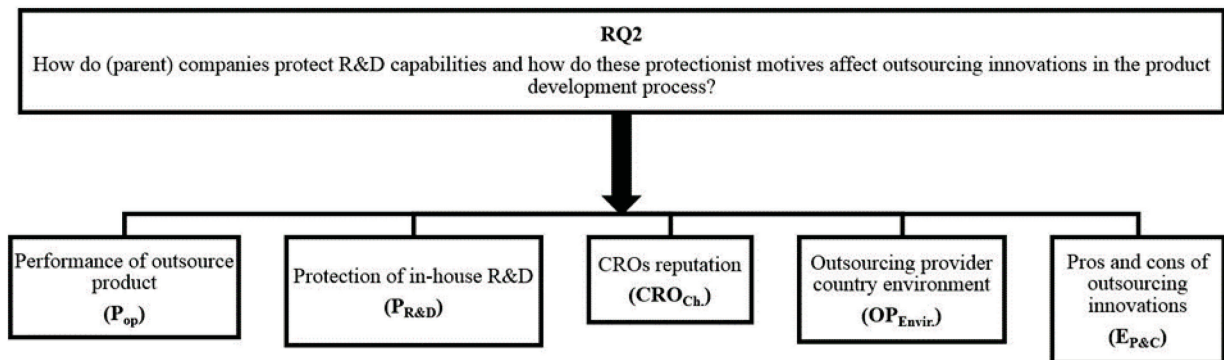 RQ2
How do (parent) companies protect R&D capabilities and how do these protectionist motives affect outsourcing innovations in the product
development process?
Performance of outsource
product
(Pop)
Protection of in-house R&D
(PR&D)
CROs reputation
(CROCh.)
Outsourcing provider
country environment
(OPEnvir.)
Pros and cons of
outsourcing
innovations
(EP&C)